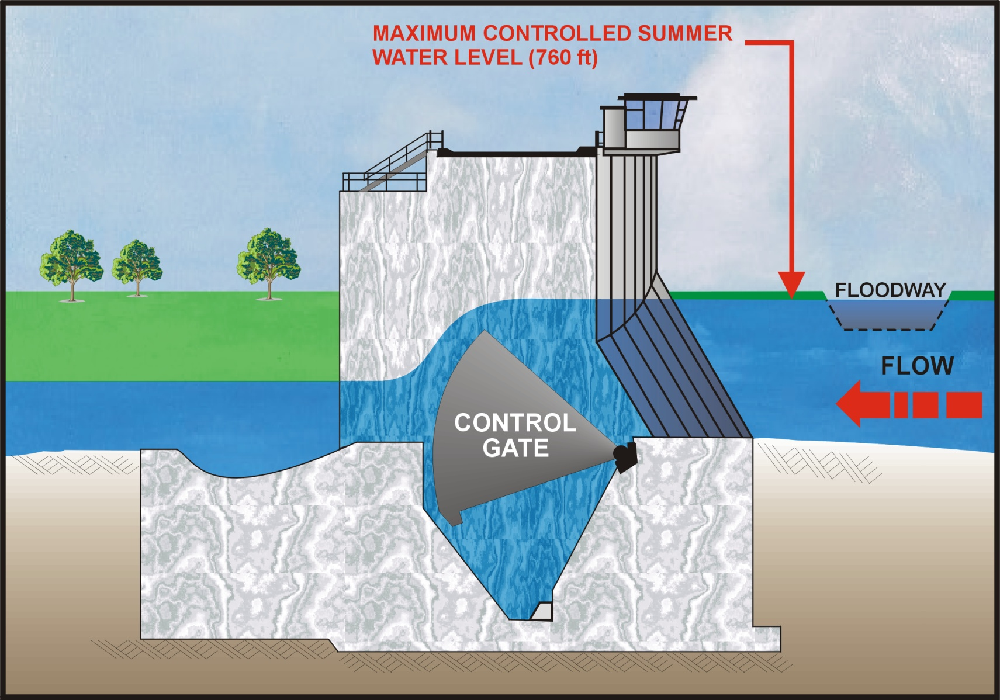 MAXIMUM CONTROLLED SUMMER
WATER LEVEL (760 ft)
FLOODWAY
FLOW
CONTROL
GATE